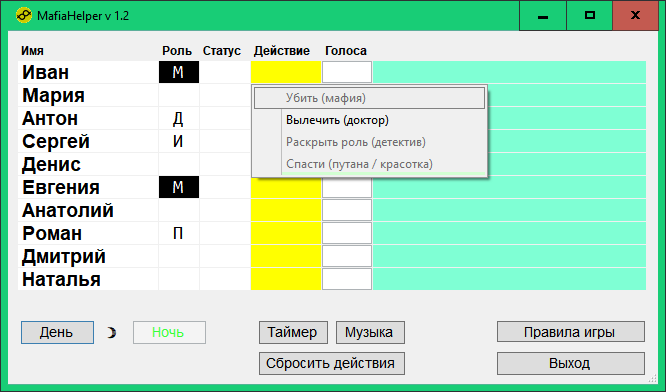 MafiaHelper v 1.2
Имя Роль Статус Действие Голоса
Иван М
Мария
Убить (мафия)
Антон Д
Вылечить (доктор)
Сергей И
Раскрыть роль (детектив)
Денис
Спасти (путана / красотка)
Евгения М
Анатолий
Роман П
Дмитрий
Наталья
День Ночь Таймер Музыка Правила игры
Сбросить действия Выход